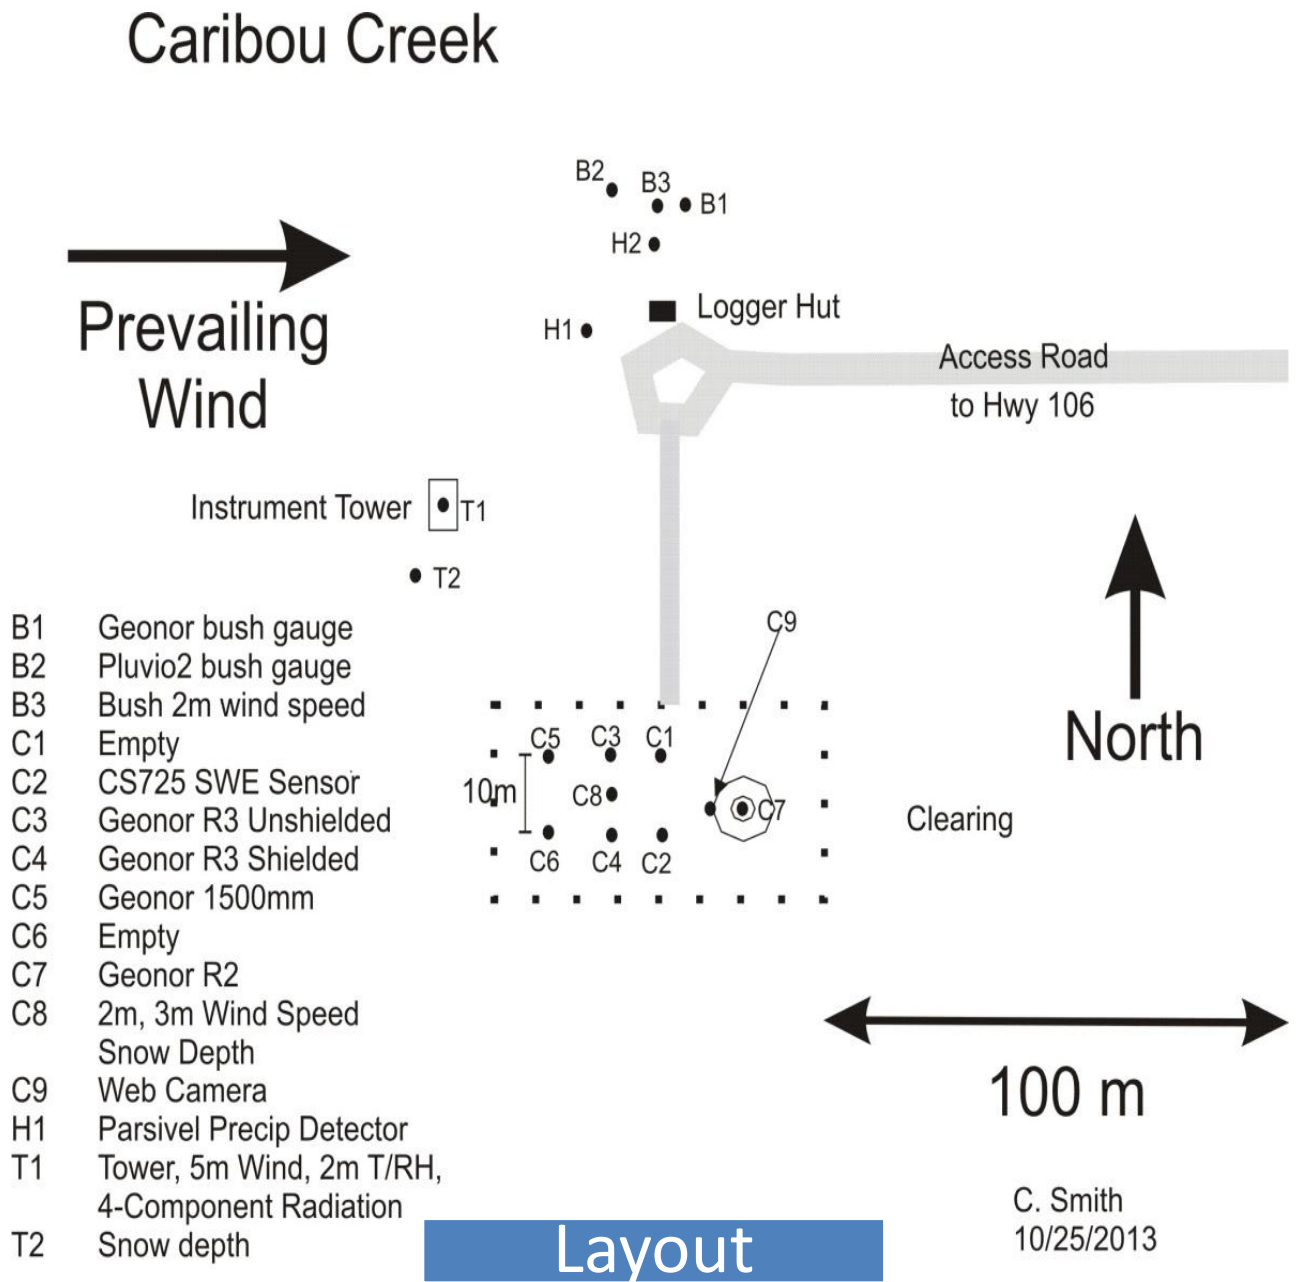 Caribou Creek
B2
B3
B1
H2
Logger Hut
H1
Prevailing
Wind
Access Road
to Hwy 106
Instrument Tower
T1
T2
C9
North
C5
C3
C1
10m
C8
C7
C6
C4
C2
Clearing
B1 Geonor bush gauge
B2 Pluvio2 bush gauge
B3 Bush 2m wind speed
C1 Empty
C2 CS725 SWE Sensor
C3 Geonor R3 Unshielded
C4 Geonor R3 Shielded
C5 Geonor 1500mm
C6 Empty
C7 Geonor R2
C8 2m, 3m Wind Speed
Snow Depth
C9 Web Camera
H1 Parsivel Precip Detector
T1 Tower, 5m Wind, 2m T/RH,
4-Component Radiation
T2 Snow depth
100 m
C. Smith
10/25/2013
Layout